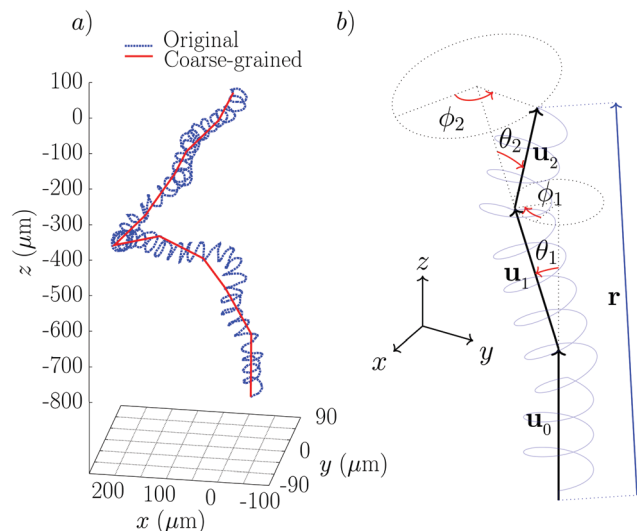 a)
Original
Coarse-grained
100
0
-100
-200
-300
-400
-500
-600
-700
-800
z (μm)
90
0
-90
y (μm)
200 100 0 -100
x (μm)
b)
ϕ₂
θ₂
u₂
ϕ₁
θ₁
u₁
r
z
x
y
u₀